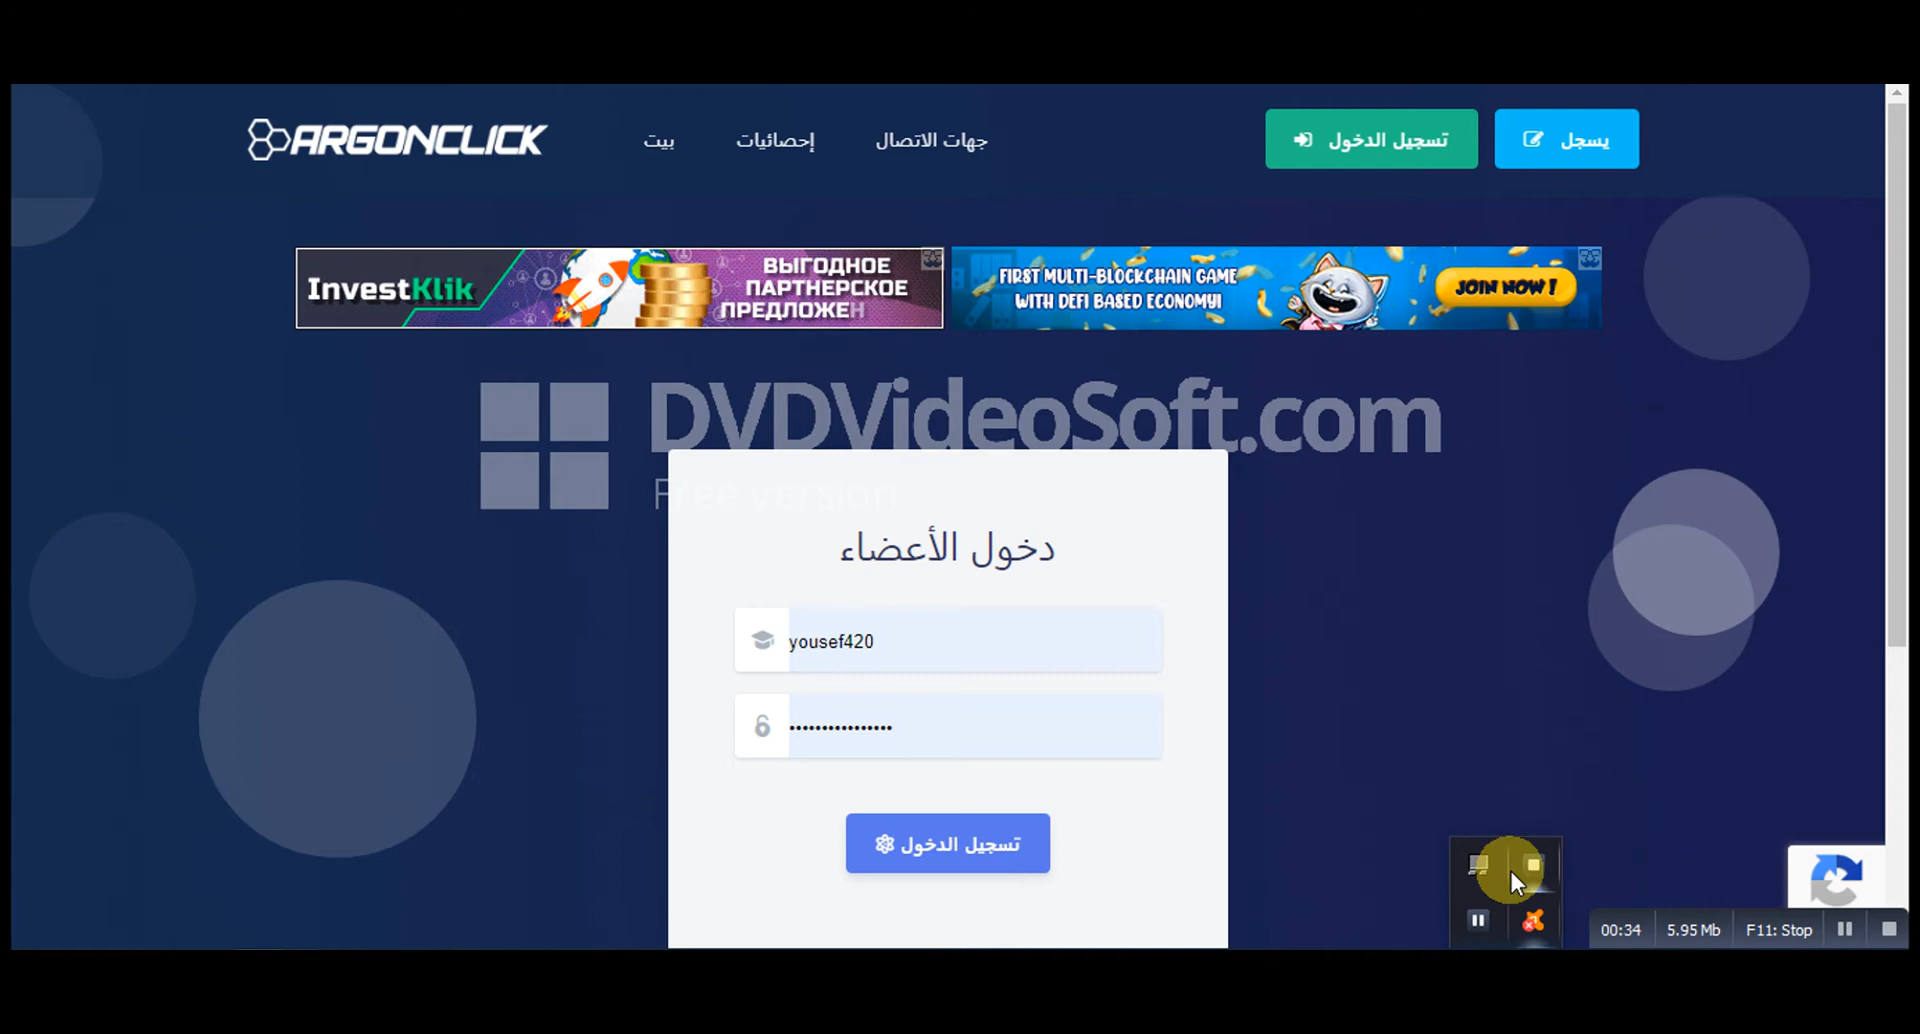 ARGONCLICK
بيت
إحصائيات
جهات الاتصال
تسجيل الدخول
يسجل
InvestKlik
ВЫГОДНОЕ
ПАРТНЕРСКОЕ
ПРЕДЛОЖЕН
FIRST MULTI-BLOCKCHAIN GAME
WITH DEFI BASED ECONOMY!
JOIN NOW !
DVDVideoSoft.com
Free version
دخول الأعضاء
yousef420
••••••••••••••••
تسجيل الدخول
00:34
5.95 Mb
F11: Stop